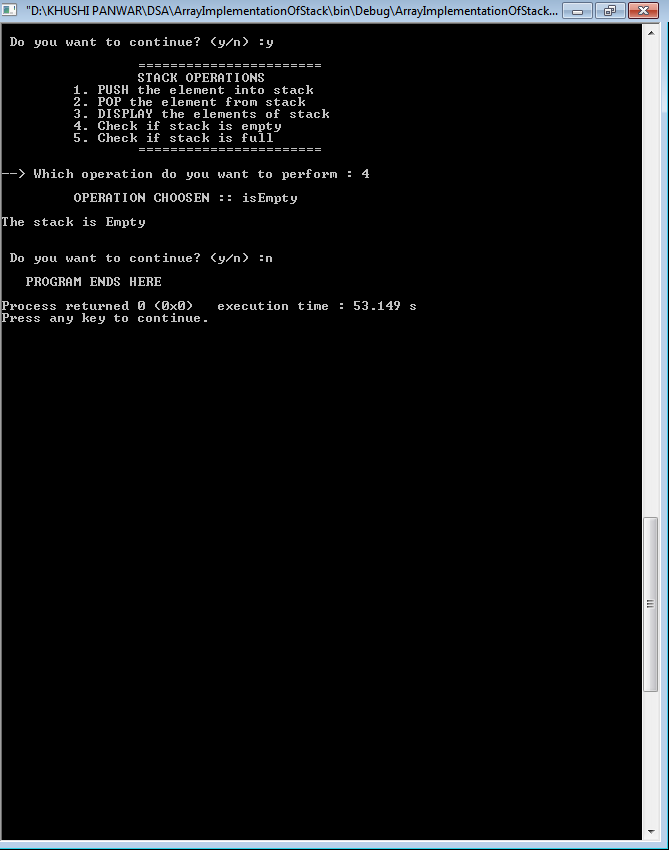 "D:\KHUSHI PANWAR\DSA\ArrayImplementationOfStack\bin\Debug\ArrayImplementationOfStack...
Do you want to continue? (y/n) :y
=======================
STACK OPERATIONS
1. PUSH the element into stack
2. POP the element from stack
3. DISPLAY the elements of stack
4. Check if stack is empty
5. Check if stack is full
=======================
--> Which operation do you want to perform : 4
OPERATION CHOOSEN :: isEmpty
The stack is Empty
Do you want to continue? (y/n) :n
PROGRAM ENDS HERE
Process returned 0 (0x0)   execution time : 53.149 s
Press any key to continue.